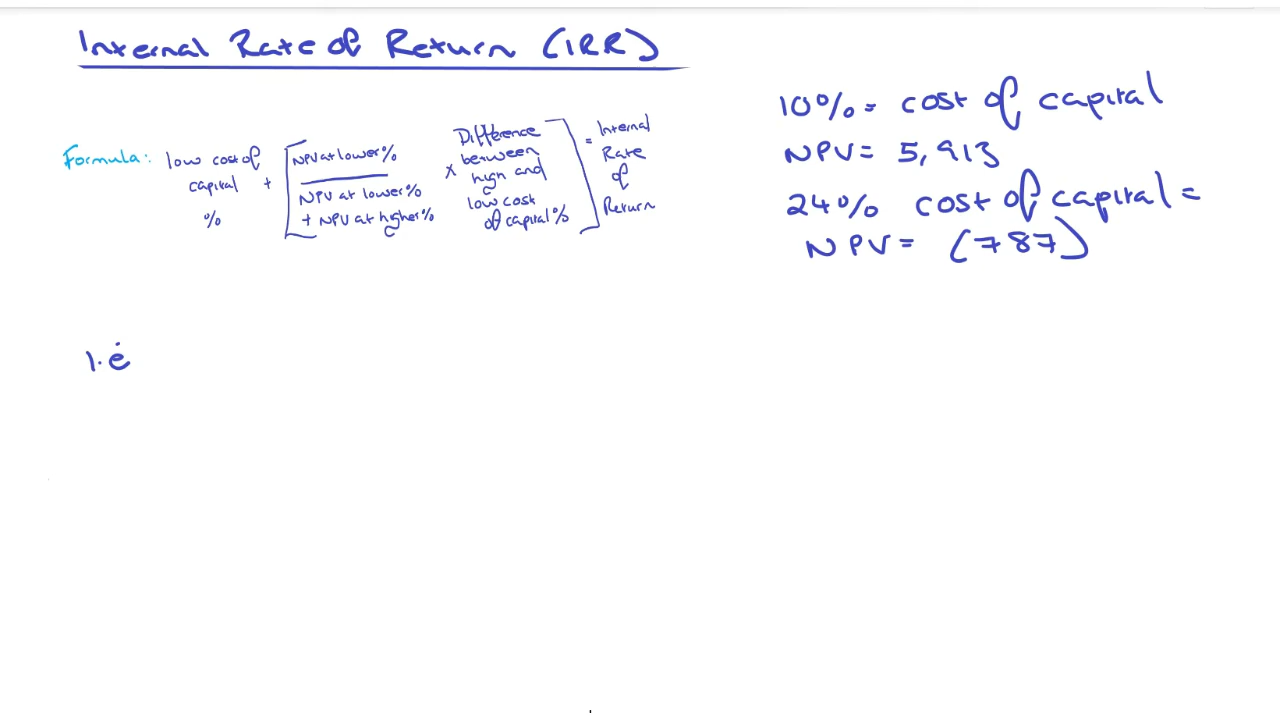 Internal Rate of Return (IRR)
10% = cost of capital
NPV = 5,913
24% cost of capital =
NPV = (787)
Formula: low cost of capital % + [ NPV at lower% / NPV at lower% + NPV at higher% × Difference between high and low cost of capital % ] = Internal Rate of Return
i.e